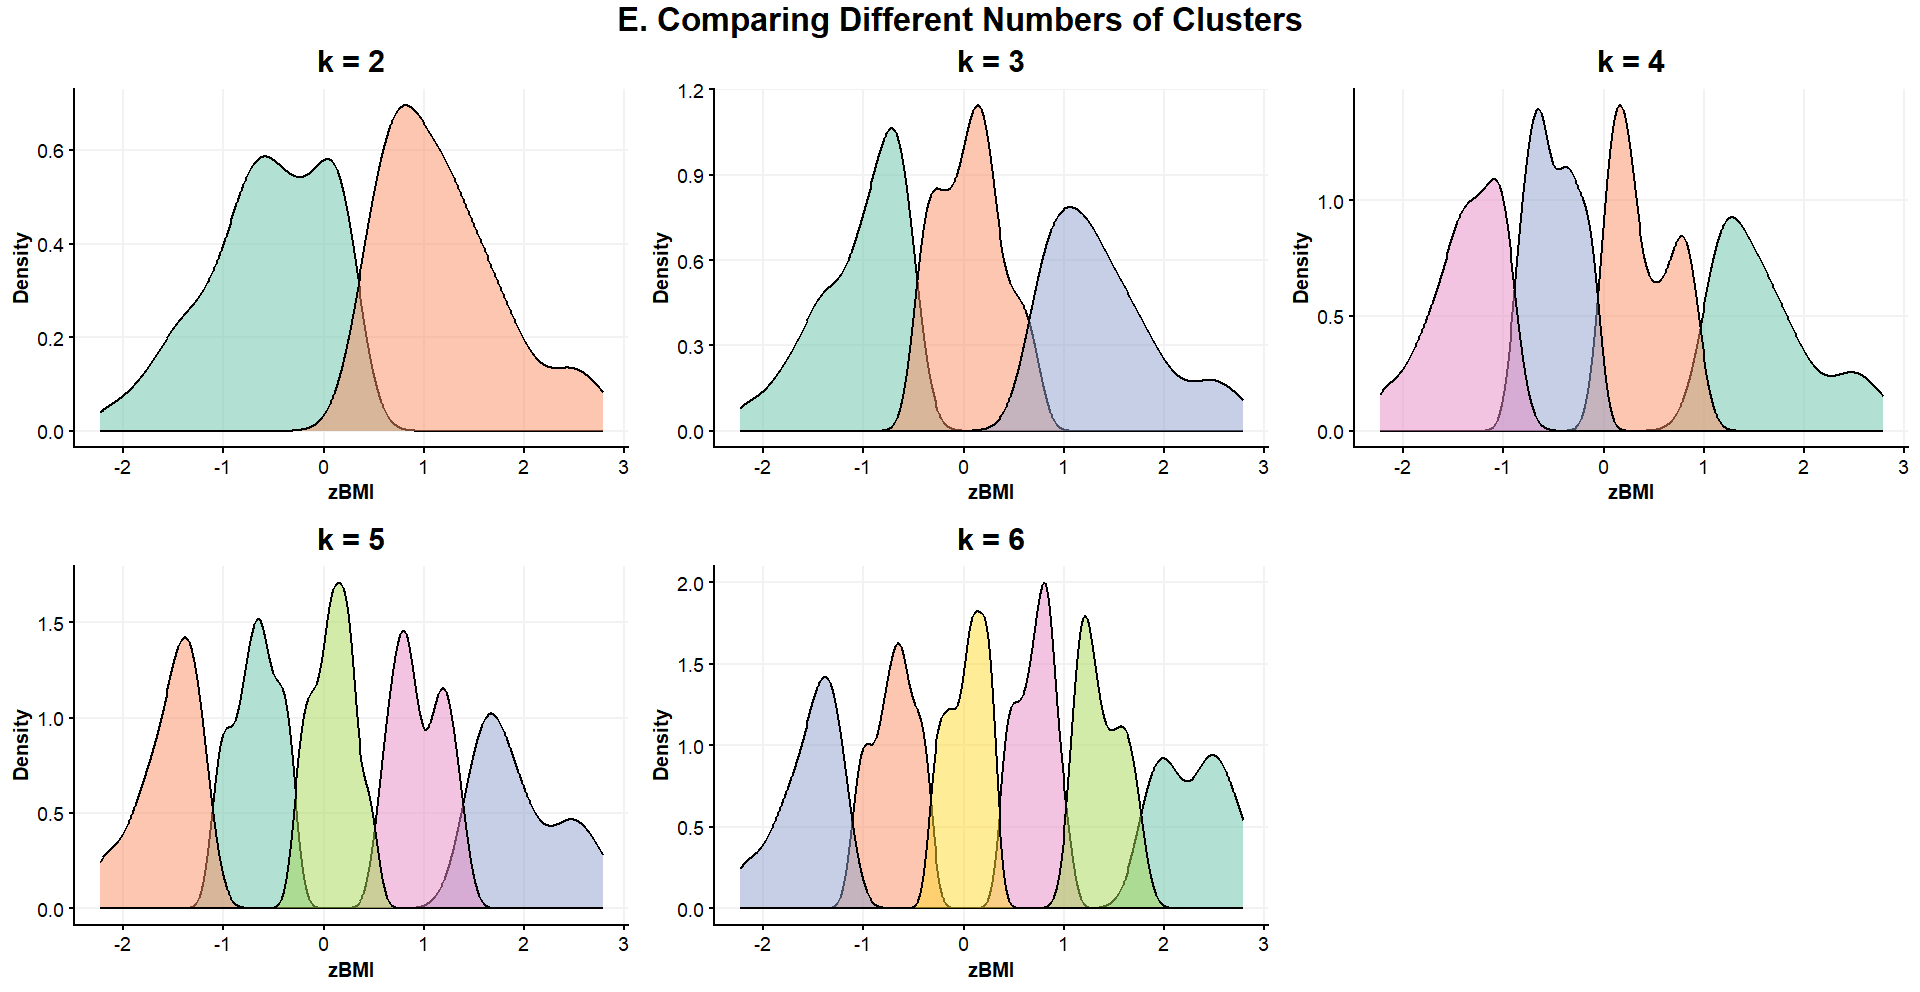 E. Comparing Different Numbers of Clusters
k = 2
Density
0.6
0.4
0.2
0.0
-2 -1 0 1 2 3
zBMI
k = 3
Density
1.2
0.9
0.6
0.3
0.0
-2 -1 0 1 2 3
zBMI
k = 4
Density
1.0
0.5
0.0
-2 -1 0 1 2 3
zBMI
k = 5
Density
1.5
1.0
0.5
0.0
-2 -1 0 1 2 3
zBMI
k = 6
Density
2.0
1.5
1.0
0.5
0.0
-2 -1 0 1 2 3
zBMI